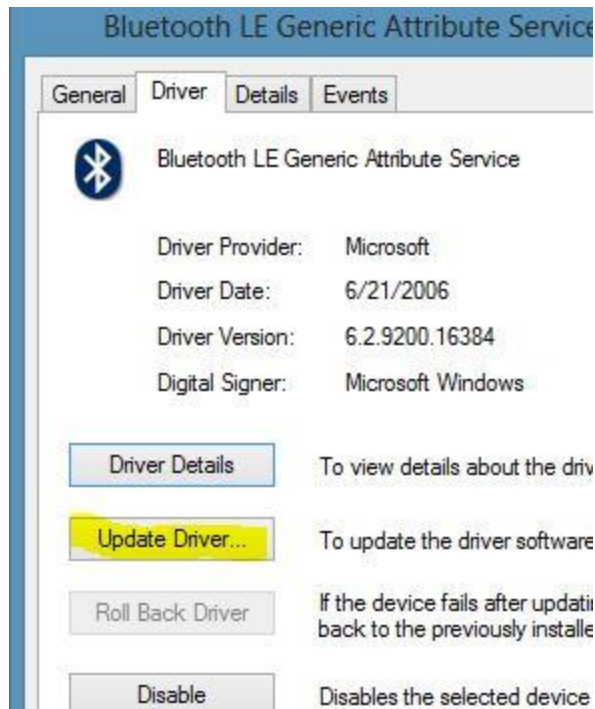 Bluetooth LE Generic Attribute Service
General Driver Details Events
Bluetooth LE Generic Attribute Service
Driver Provider: Microsoft
Driver Date: 6/21/2006
Driver Version: 6.2.9200.16384
Digital Signer: Microsoft Windows
Driver Details To view details about the driv
Update Driver... To update the driver software
Roll Back Driver If the device fails after updatin
back to the previously installe
Disable Disables the selected device